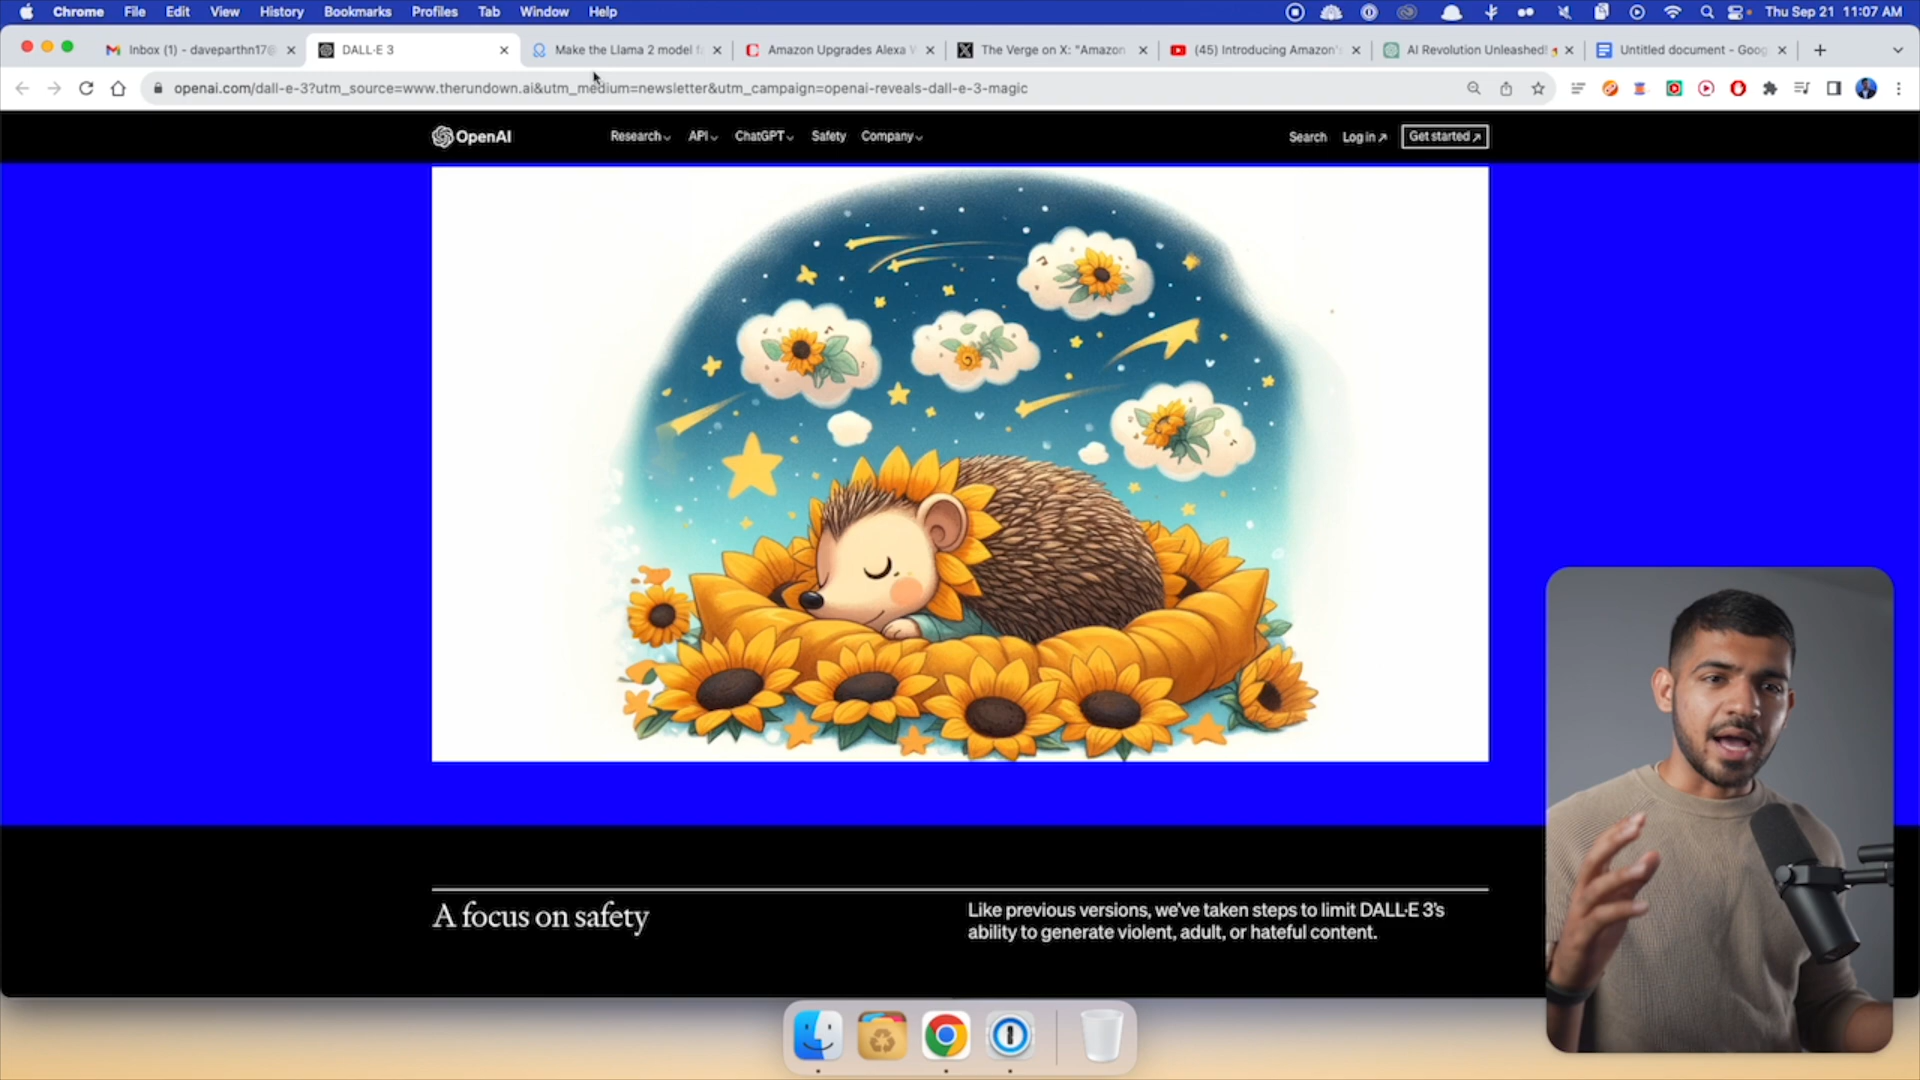 Chrome File Edit View History Bookmarks Profiles Tab Window Help
Thu Sep 21 11:07 AM
Inbox (1) - daveparthn17@
DALL·E 3
Make the Llama 2 model f
Amazon Upgrades Alexa
The Verge on X: "Amazon
(45) Introducing Amazon's
AI Revolution Unleashed!
Untitled document - Goog
openai.com/dall-e-3?utm_source=www.therundown.ai&utm_medium=newsletter&utm_campaign=openai-reveals-dall-e-3-magic
OpenAI
Research API ChatGPT Safety Company
Search Log in Get started
A focus on safety
Like previous versions, we've taken steps to limit DALL·E 3's
ability to generate violent, adult, or hateful content.